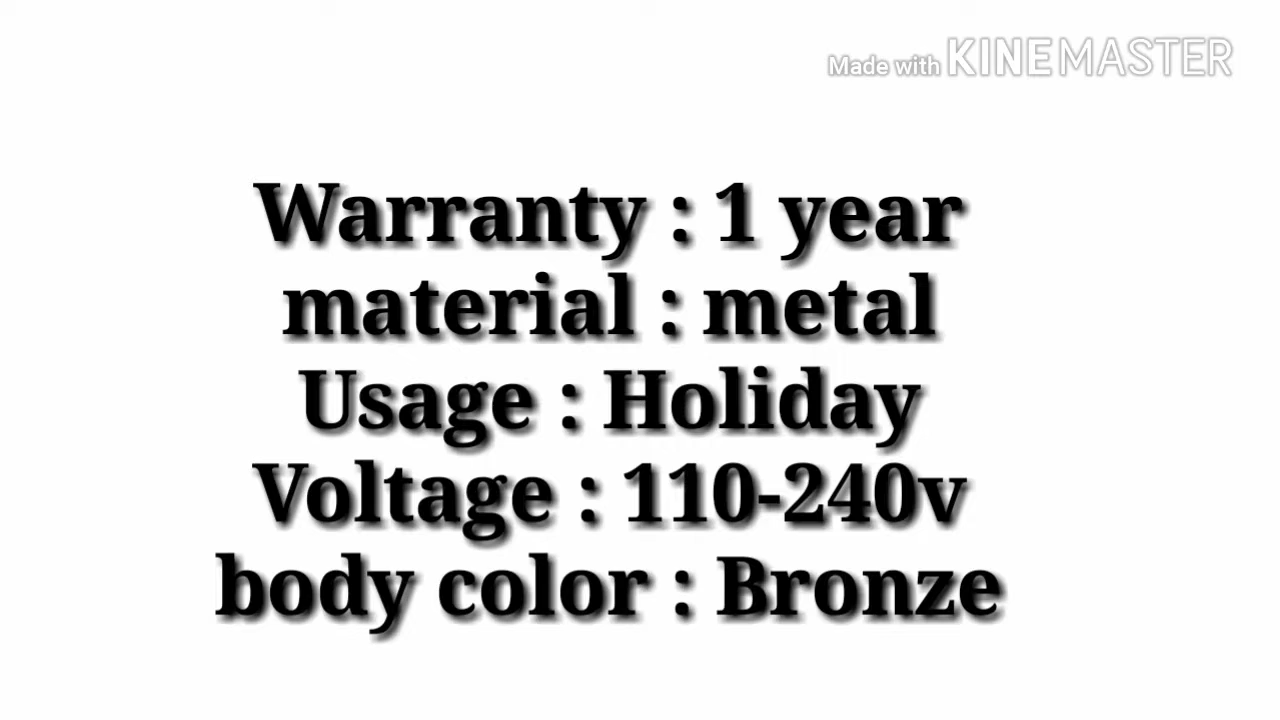 Made with KINEMASTER
Warranty : 1 year
material : metal
Usage : Holiday
Voltage : 110-240v
body color : Bronze